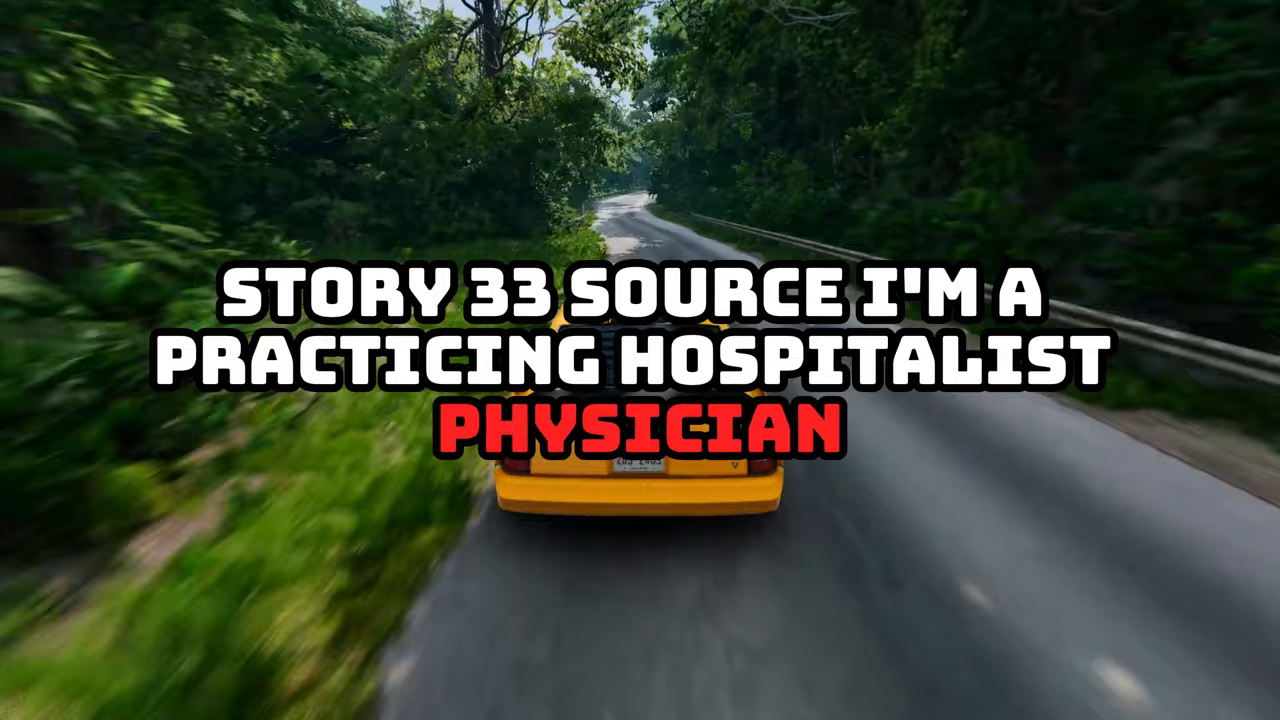 STORY 33 SOURCE I'M A
PRACTICING HOSPITALIST
PHYSICIAN